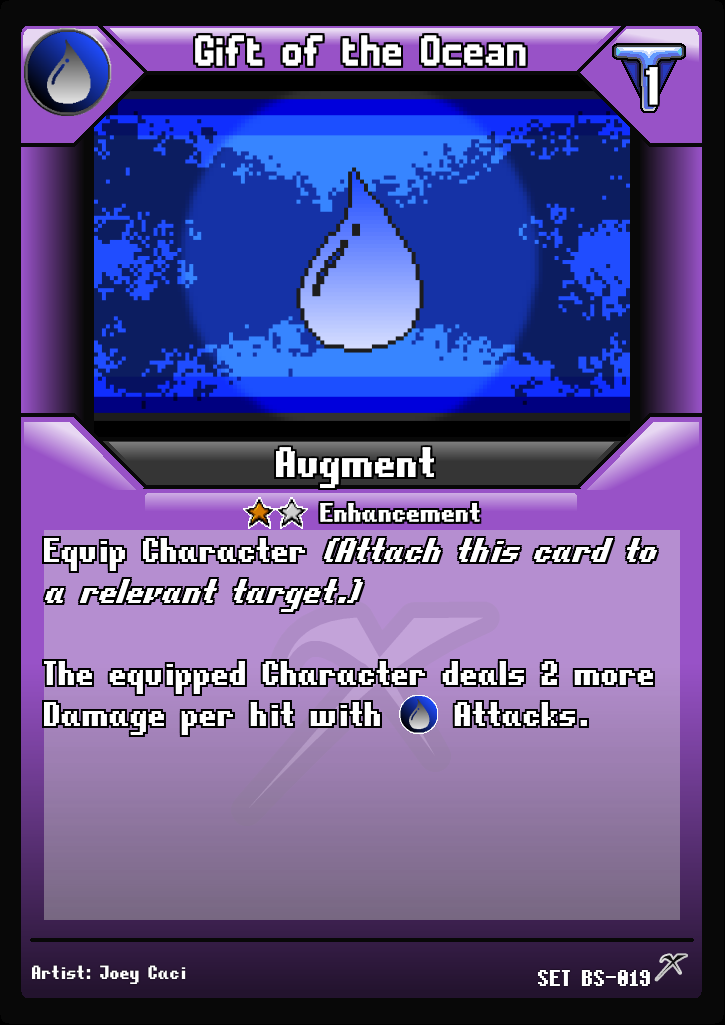 Gift of the Ocean
T1
Augment
Enhancement
Equip Character (Attach this card to
a relevant target.)
The equipped Character deals 2 more
Damage per hit with Attacks.
Artist: Joey Caci
SET BS-019